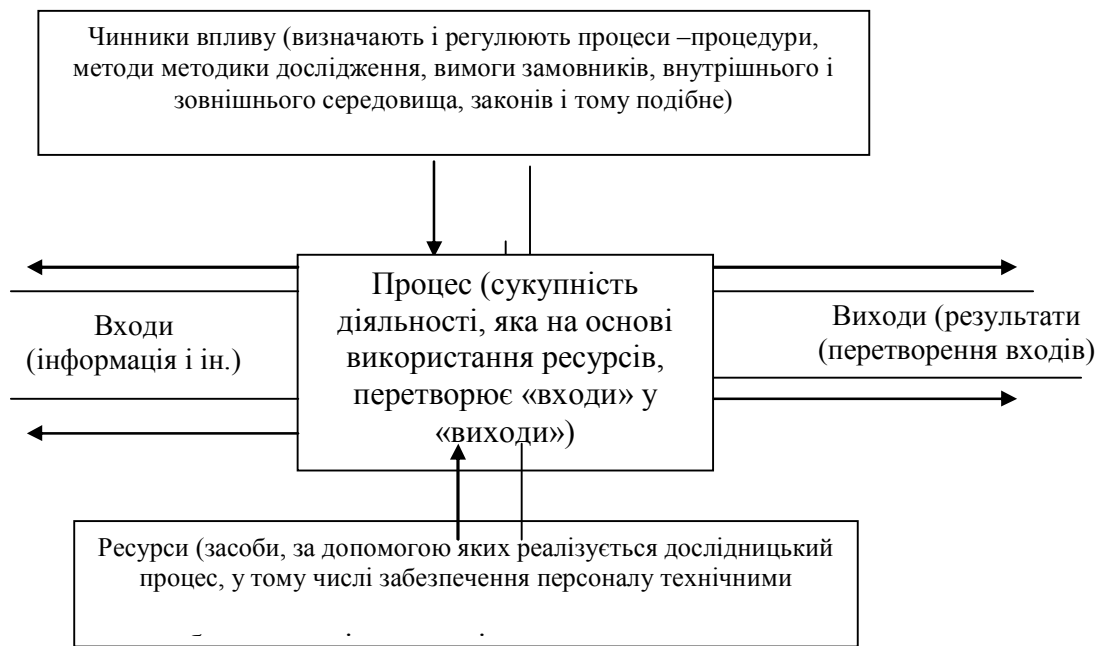 Чинники впливу (визначають і регулюють процеси –процедури,
методи методики дослідження, вимоги замовників, внутрішнього і
зовнішнього середовища, законів і тому подібне)
Процес (сукупність
діяльності, яка на основі
використання ресурсів,
перетворює «входи» у
«виходи»)
Входи
(інформація і ін.)
Виходи (результати
(перетворення входів)
Ресурси (засоби, за допомогою яких реалізується дослідницький
процес, у тому числі забезпечення персоналу технічними